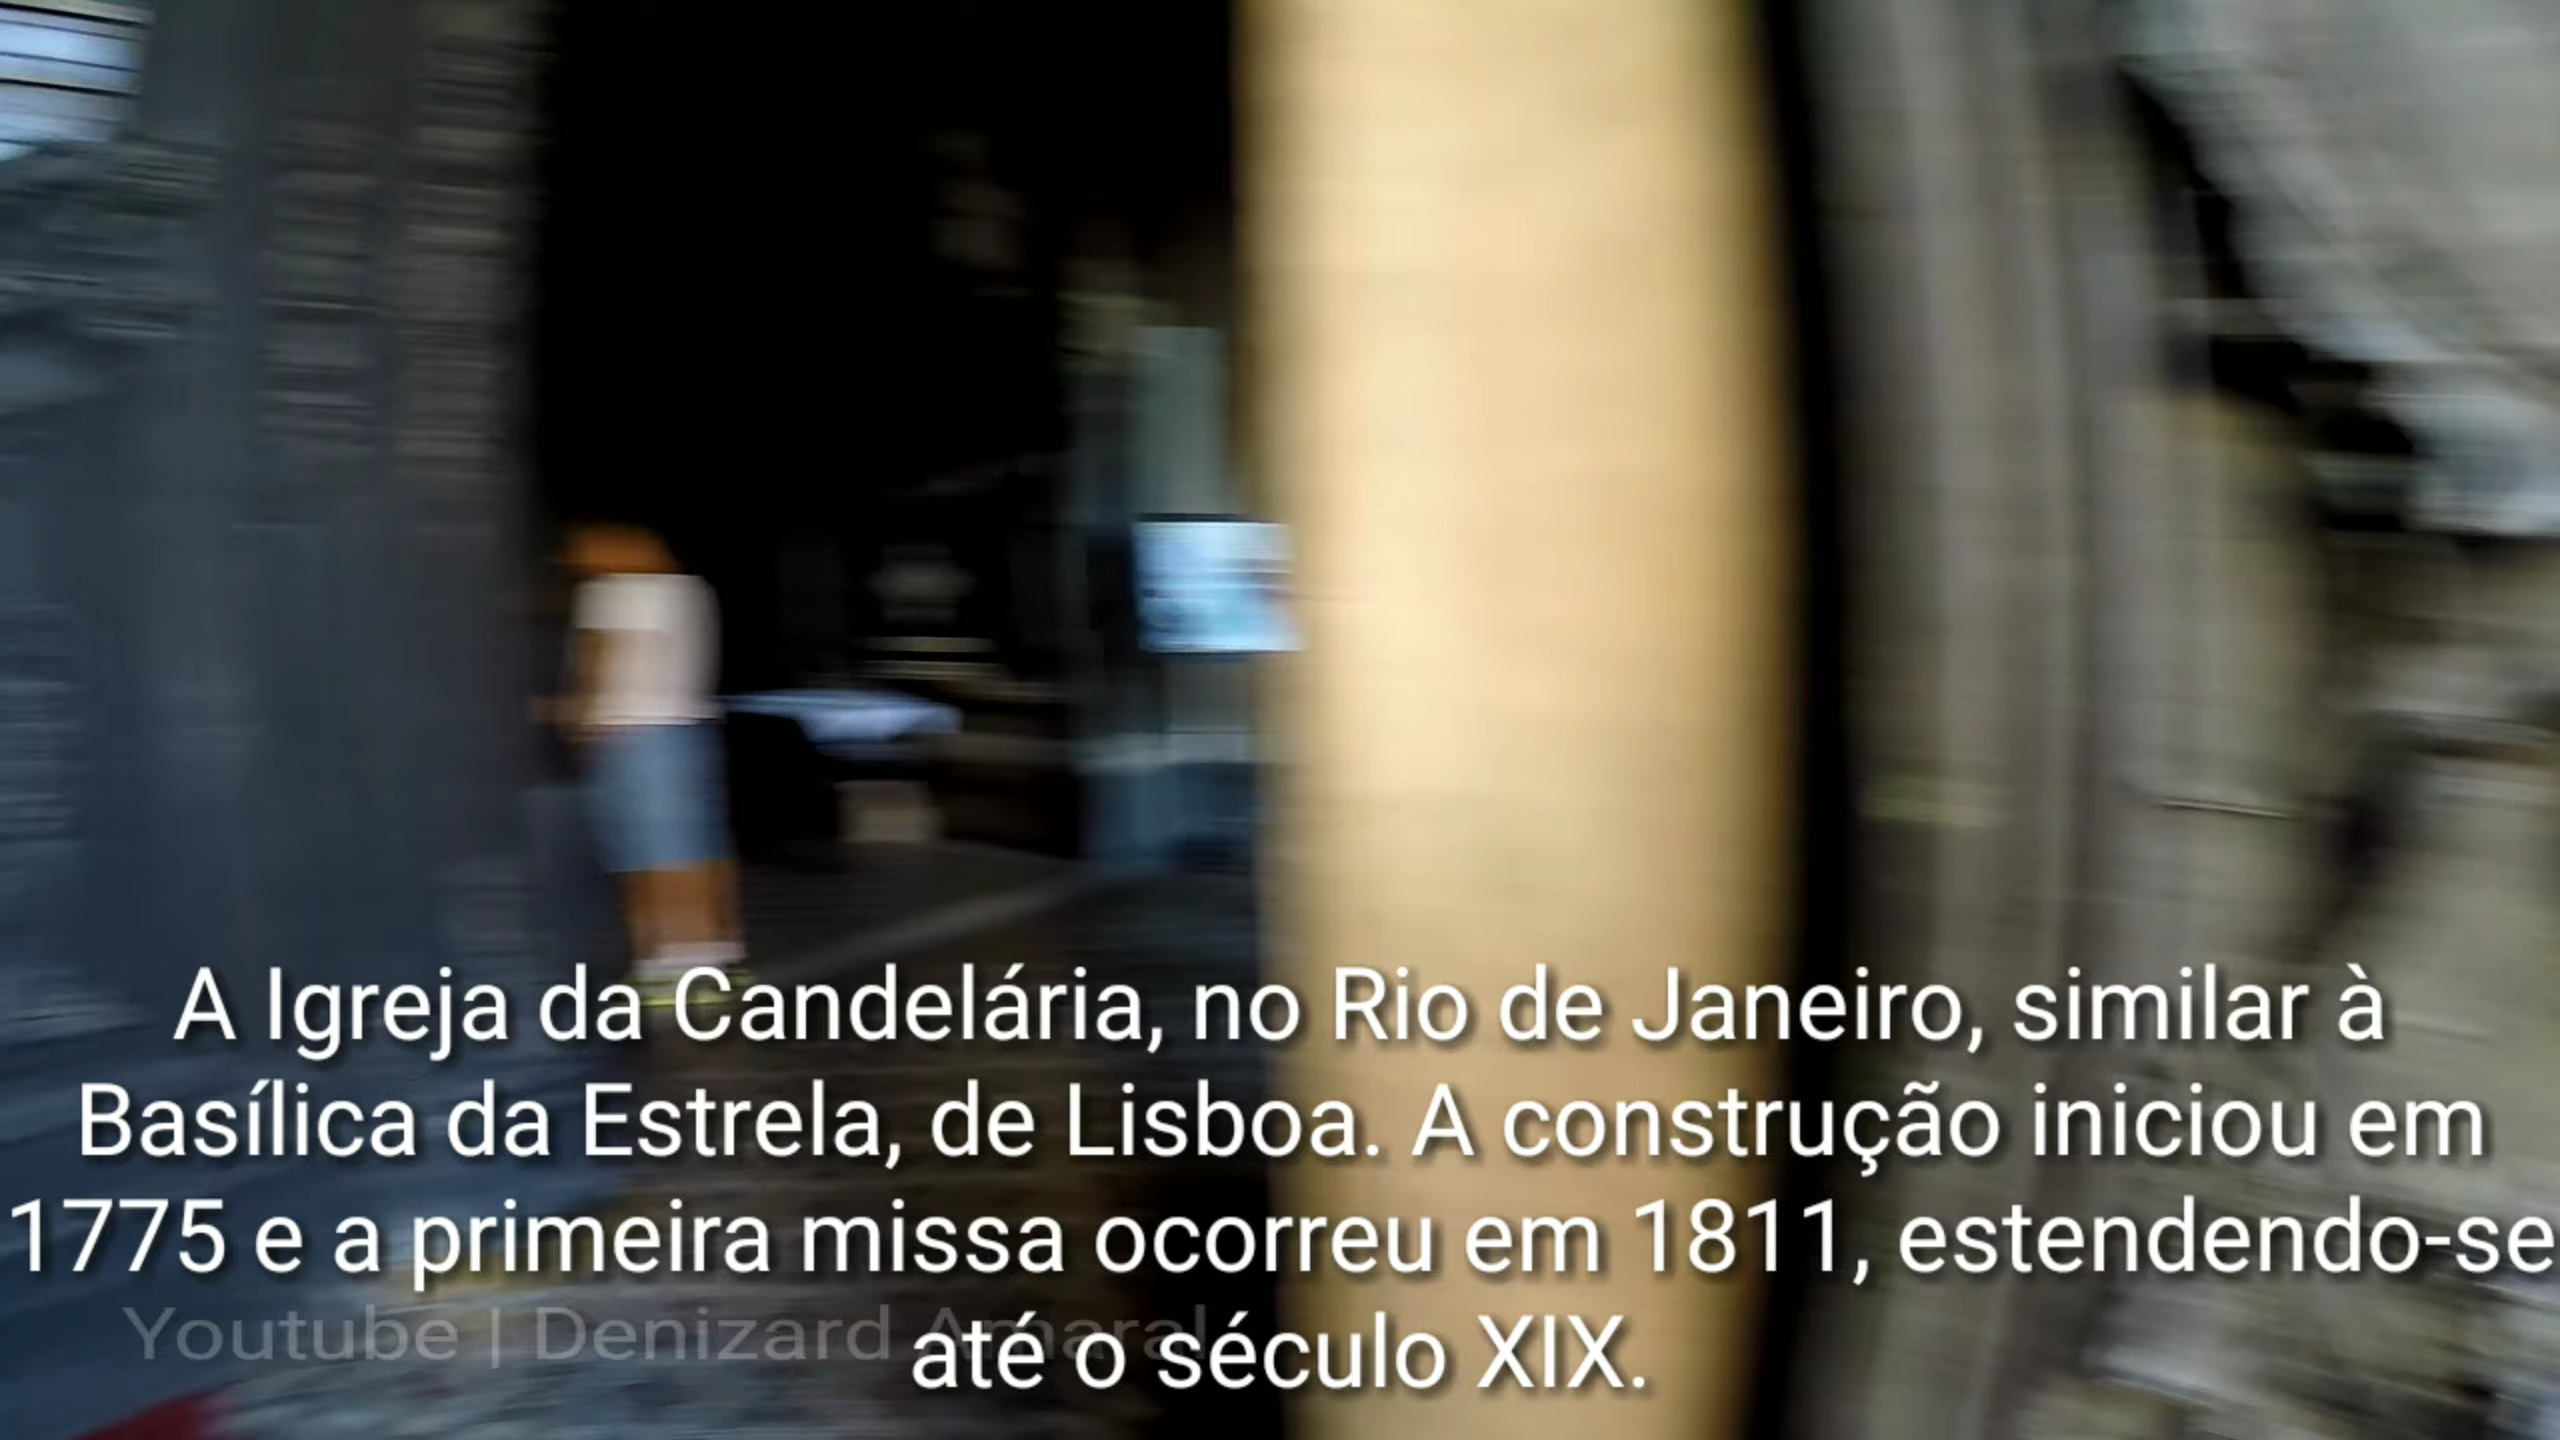 A Igreja da Candelária, no Rio de Janeiro, similar à
Basílica da Estrela, de Lisboa. A construção iniciou em
1775 e a primeira missa ocorreu em 1811, estendendo-se
até o século XIX.
Youtube | Denizard Amaral